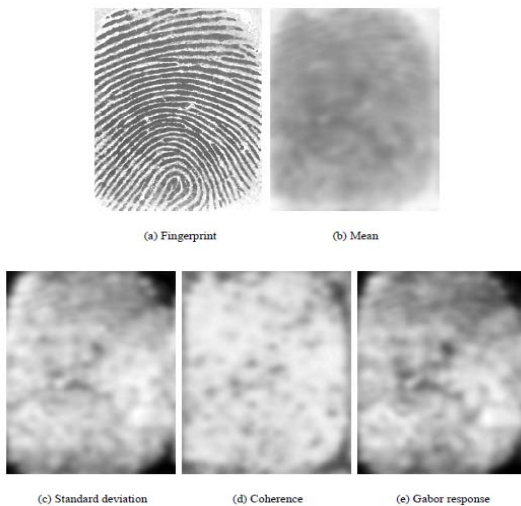 (a) Fingerprint
(b) Mean
(c) Standard deviation
(d) Coherence
(e) Gabor response